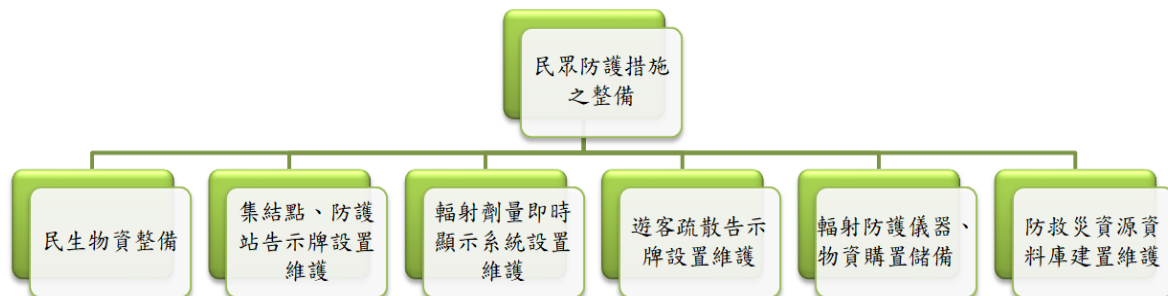 民眾防護措施
之整備
民生物資整備
集結點、防護
站告示牌設置
維護
輻射劑量即時
顯示系統設置
維護
遊客疏散告示
牌設置維護
輻射防護儀器、
物資購置儲備
防救災資源資
料庫建置維護